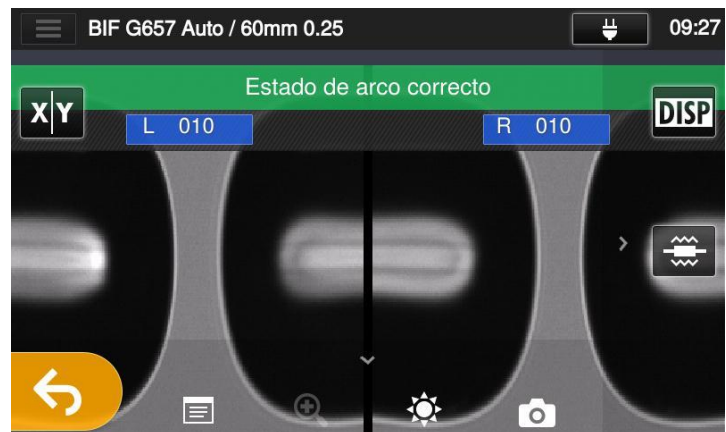 BIF G657 Auto / 60mm 0.25
09:27
Estado de arco correcto
X|Y
DISP
L 010
R 010